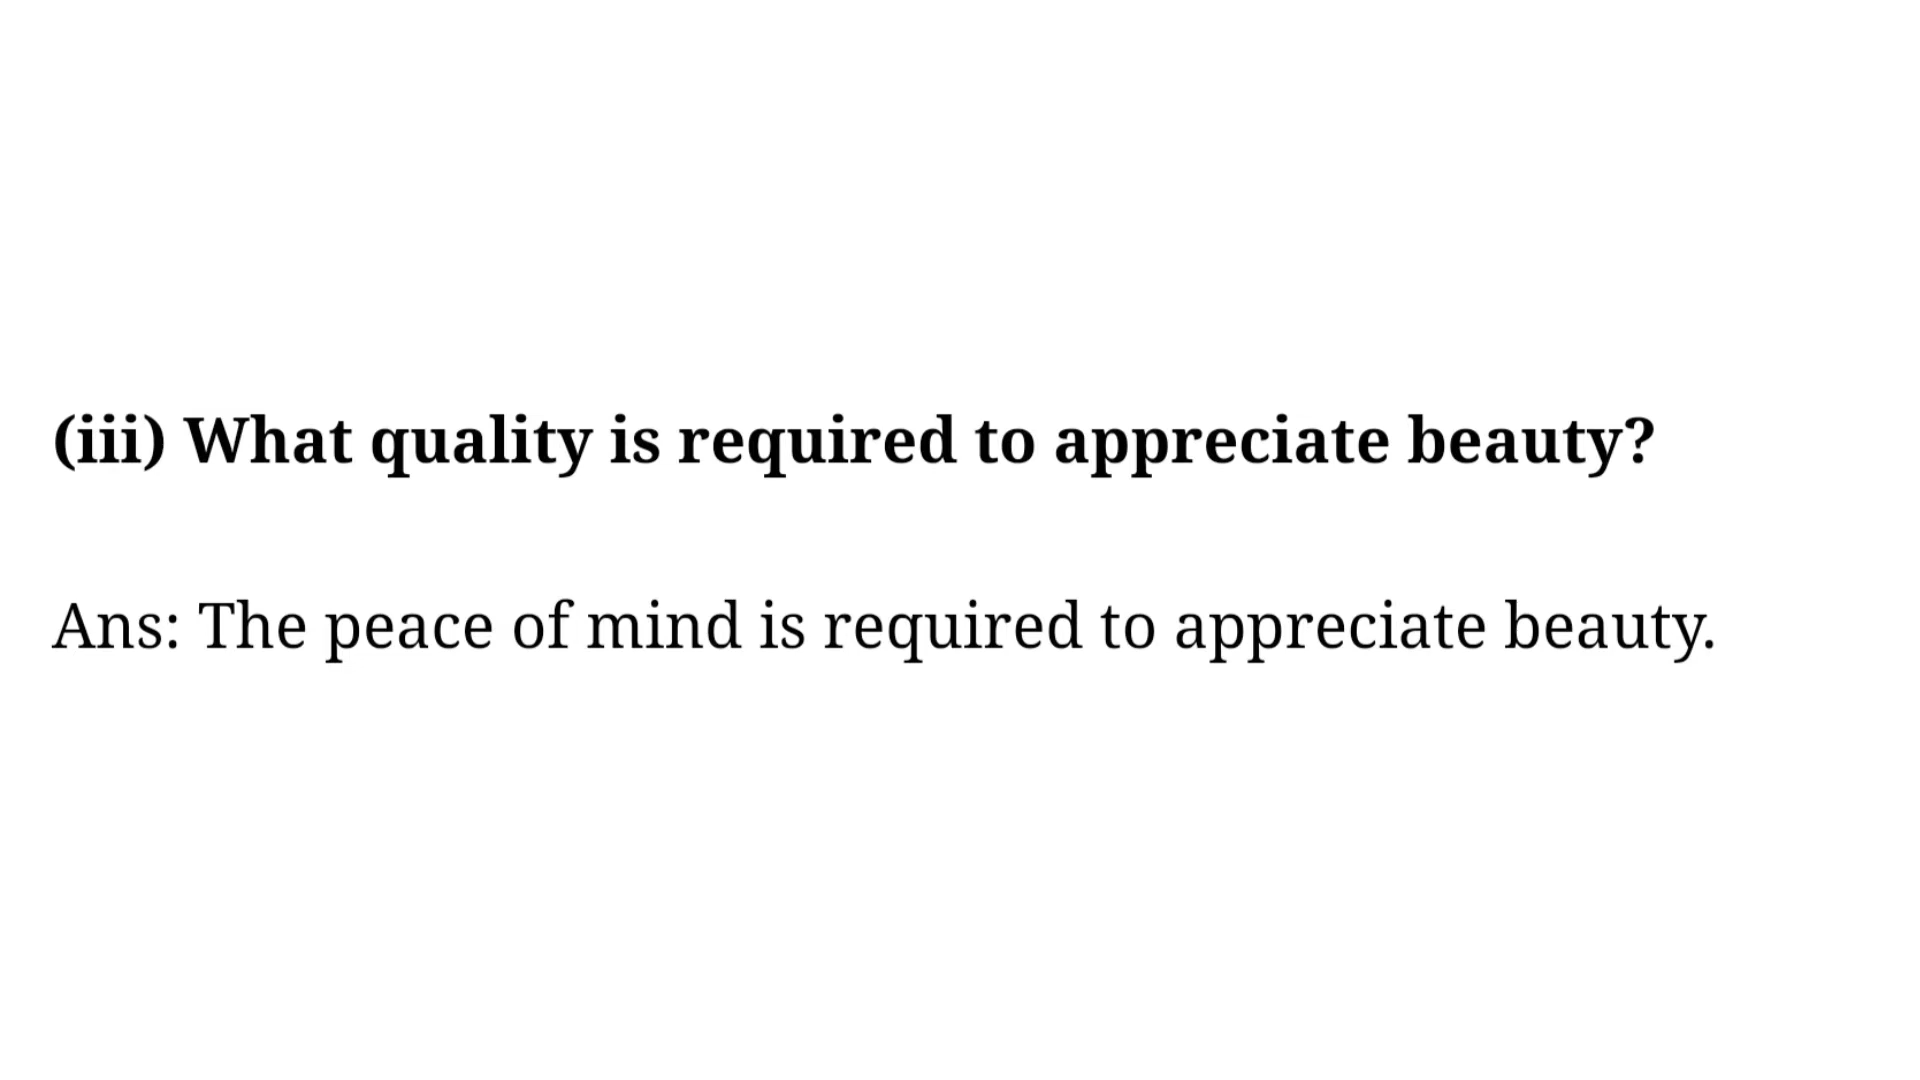 (iii) What quality is required to appreciate beauty?
Ans: The peace of mind is required to appreciate beauty.